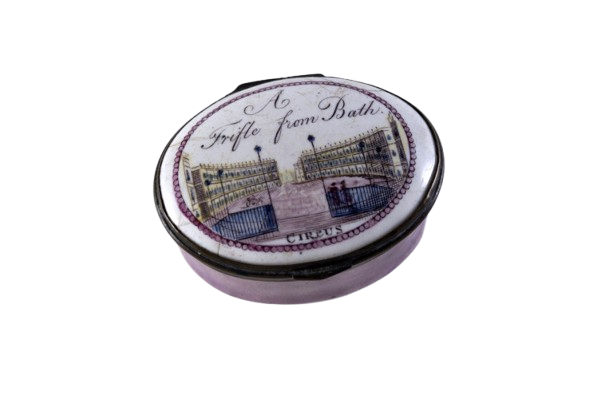 A
Trifle from Bath.
CIRCUS